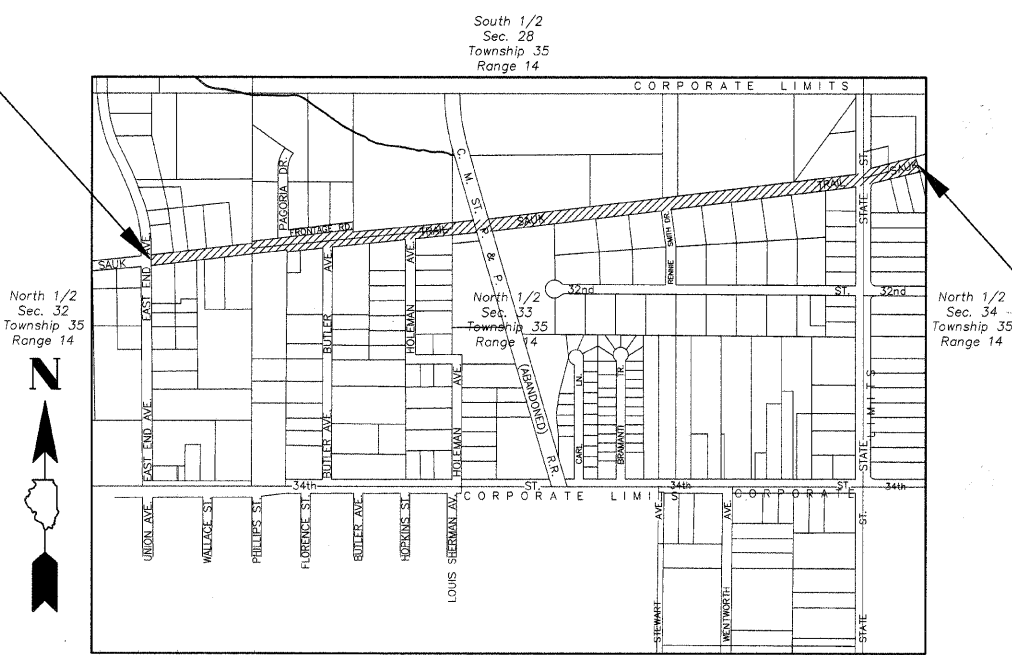 South 1/2
Sec. 28
Township 35
Range 14
CORPORATE LIMITS
C. M. ST. P. & P.
(ABANDONED)
R.R.
PAGORIA DR.
FRONTAGE RD.
SAUK
TRAIL
SAUK
TRAIL
SAUK
STATE
ST.
RENNIE SMITH DR.
EAST END AVE.
BUTLER AVE.
HOLEMAN AVE.
32nd
ST.
32nd
North 1/2
Sec. 32
Township 35
Range 14
North 1/2
Sec. 33
Township 35
Range 14
North 1/2
Sec. 34
Township 35
Range 14
N
EAST END AVE.
BUTLER AVE.
HOLEMAN AVE.
CARL LN.
BRAMANTI
STATE
LIMITS
34th
ST.
34th
ST.
34th
CORPORATE LIMITS
CORPORATE
UNION AVE.
WALLACE ST.
PHILLIPS ST.
FLORENCE ST.
BUTLER AVE.
HOPKINS ST.
LOUIS SHERMAN AV.
STEWART AVE.
WENTWORTH AVE.
STATE ST.